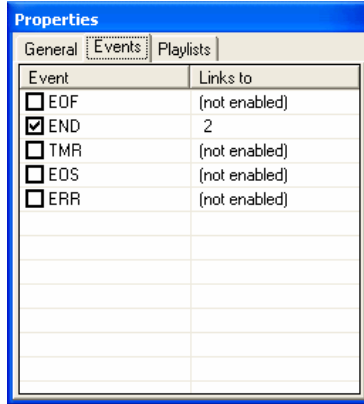 Properties
General Events Playlists
Event Links to
EOF (not enabled)
END 2
TMR (not enabled)
EOS (not enabled)
ERR (not enabled)